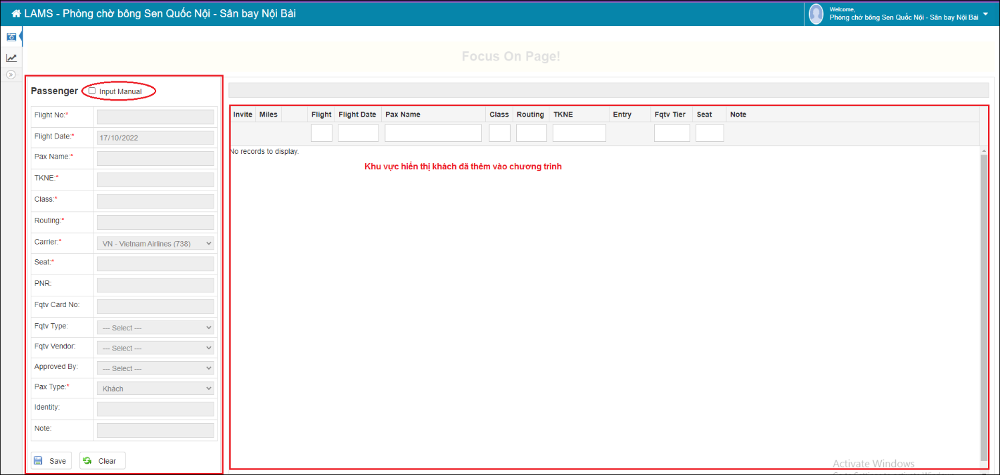 LAMS - Phòng chờ bông Sen Quốc Nội - Sân bay Nội Bài
Welcome,
Phòng chờ bông Sen Quốc Nội - Sân bay Nội Bài
Focus On Page!
Passenger Input Manual
Flight No:*
Flight Date:* 17/10/2022
Pax Name:*
TKNE:*
Class:*
Routing:*
Carrier:* VN - Vietnam Airlines (738)
Seat:*
PNR:
Fqtv Card No:
Fqtv Type: --- Select ---
Fqtv Vendor: --- Select ---
Approved By: --- Select ---
Pax Type:* Khách
Identity:
Note:
Save Clear
Invite Miles Flight Flight Date Pax Name Class Routing TKNE Entry Fqtv Tier Seat Note
No records to display.
Khu vực hiển thị khách đã thêm vào chương trình
Activate Windows